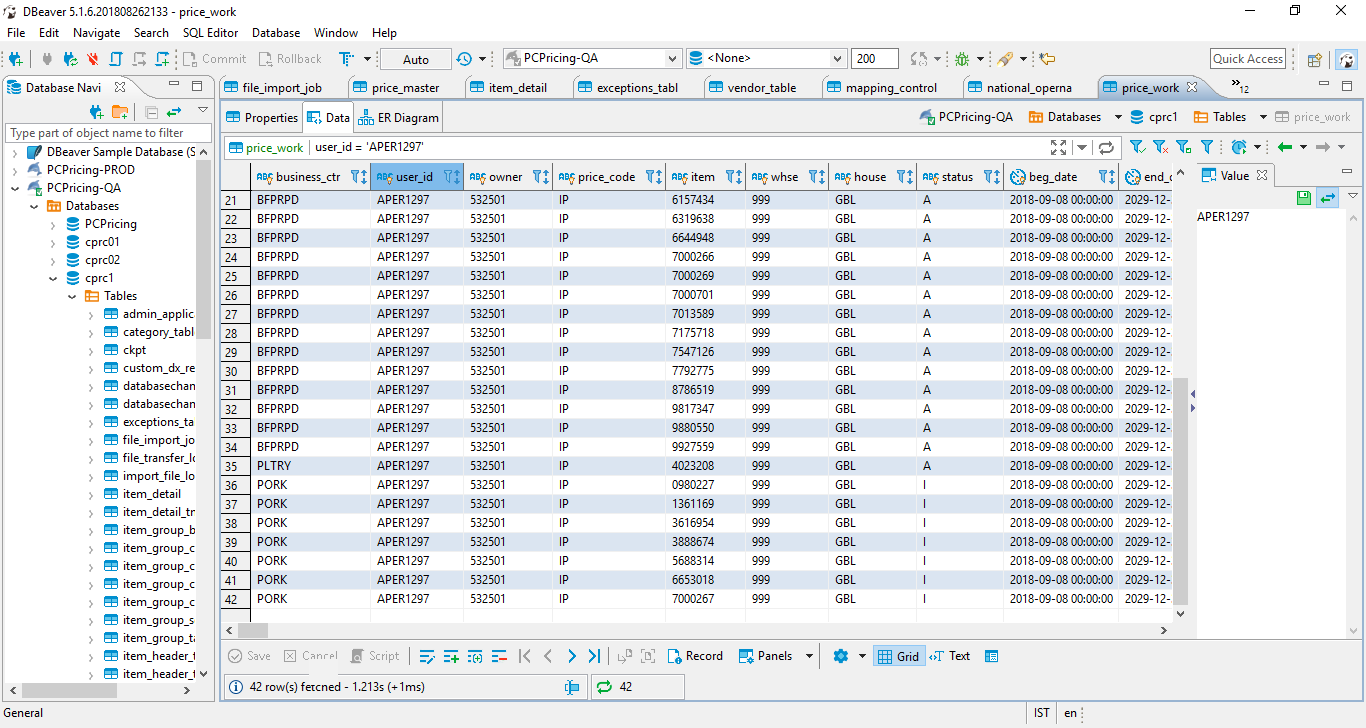 DBeaver 5.1.6.201808262133 - price_work
File Edit Navigate Search SQL Editor Database Window Help
Commit Rollback Auto PCPricing-QA <None> 200 Quick Access
Database Navi file_import_job price_master item_detail exceptions_tabl vendor_table mapping_control national_operna price_work »12
Properties Data ER Diagram PCPricing-QA Databases cprc1 Tables price_work
Type part of object name to filter
price_work user_id = 'APER1297'
DBeaver Sample Database (S
PCPricing-PROD
PCPricing-QA
Databases
PCPricing
cprc01
cprc02
cprc1
Tables
admin_applic
category_tabl
ckpt
custom_dx_re
databasechan
databasechan
exceptions_ta
file_import_jo
file_transfer_lo
import_file_lo
item_detail
item_detail_tr
item_group_b
item_group_c
item_group_c
item_group_c
item_group_c
item_group_s
item_group_ta
item_header_t
item_header_t
business_ctr user_id owner price_code item whse house status beg_date end_d
21 BFPRPD APER1297 532501 IP 6157434 999 GBL A 2018-09-08 00:00:00 2029-12-
22 BFPRPD APER1297 532501 IP 6319638 999 GBL A 2018-09-08 00:00:00 2029-12-
23 BFPRPD APER1297 532501 IP 6644948 999 GBL A 2018-09-08 00:00:00 2029-12-
24 BFPRPD APER1297 532501 IP 7000266 999 GBL A 2018-09-08 00:00:00 2029-12-
25 BFPRPD APER1297 532501 IP 7000269 999 GBL A 2018-09-08 00:00:00 2029-12-
26 BFPRPD APER1297 532501 IP 7000701 999 GBL A 2018-09-08 00:00:00 2029-12-
27 BFPRPD APER1297 532501 IP 7013589 999 GBL A 2018-09-08 00:00:00 2029-12-
28 BFPRPD APER1297 532501 IP 7175718 999 GBL A 2018-09-08 00:00:00 2029-12-
29 BFPRPD APER1297 532501 IP 7547126 999 GBL A 2018-09-08 00:00:00 2029-12-
30 BFPRPD APER1297 532501 IP 7792775 999 GBL A 2018-09-08 00:00:00 2029-12-
31 BFPRPD APER1297 532501 IP 8786519 999 GBL A 2018-09-08 00:00:00 2029-12-
32 BFPRPD APER1297 532501 IP 9817347 999 GBL A 2018-09-08 00:00:00 2029-12-
33 BFPRPD APER1297 532501 IP 9880550 999 GBL A 2018-09-08 00:00:00 2029-12-
34 BFPRPD APER1297 532501 IP 9927559 999 GBL A 2018-09-08 00:00:00 2029-12-
35 PLTRY APER1297 532501 IP 4023208 999 GBL A 2018-09-08 00:00:00 2029-12-
36 PORK APER1297 532501 IP 0980227 999 GBL I 2018-09-08 00:00:00 2029-12-
37 PORK APER1297 532501 IP 1361169 999 GBL I 2018-09-08 00:00:00 2029-12-
38 PORK APER1297 532501 IP 3616954 999 GBL I 2018-09-08 00:00:00 2029-12-
39 PORK APER1297 532501 IP 3888674 999 GBL I 2018-09-08 00:00:00 2029-12-
40 PORK APER1297 532501 IP 5688314 999 GBL I 2018-09-08 00:00:00 2029-12-
41 PORK APER1297 532501 IP 6653018 999 GBL I 2018-09-08 00:00:00 2029-12-
42 PORK APER1297 532501 IP 7000267 999 GBL I 2018-09-08 00:00:00 2029-12-
Value
APER1297
Save Cancel Script Record Panels Grid Text
42 row(s) fetched - 1.213s (+1ms) 42
General IST en